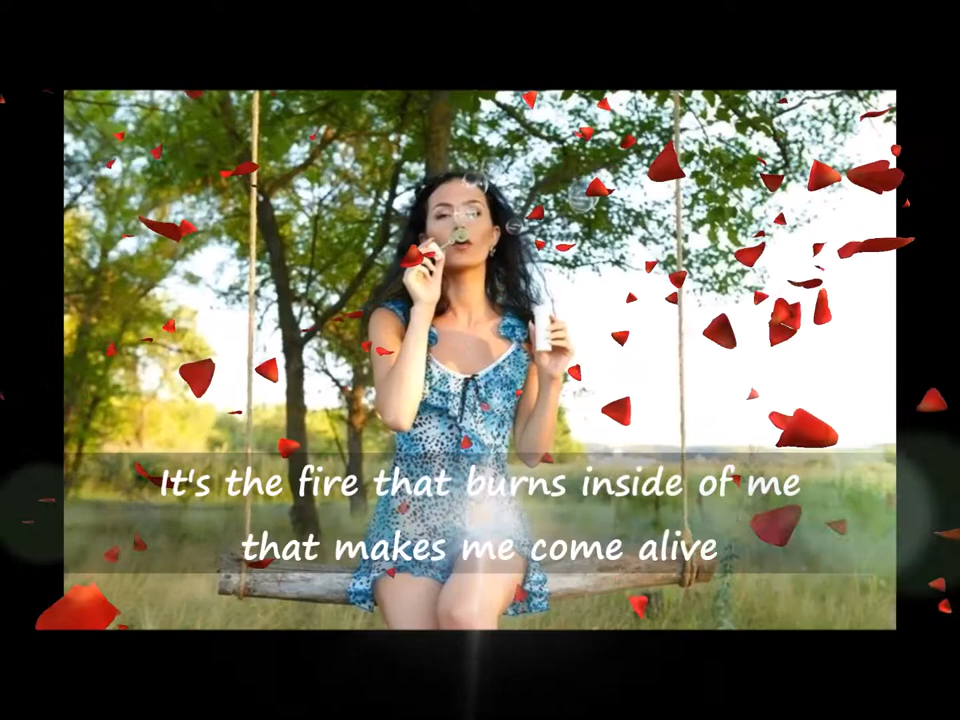 It's the fire that burns inside of me
that makes me come alive